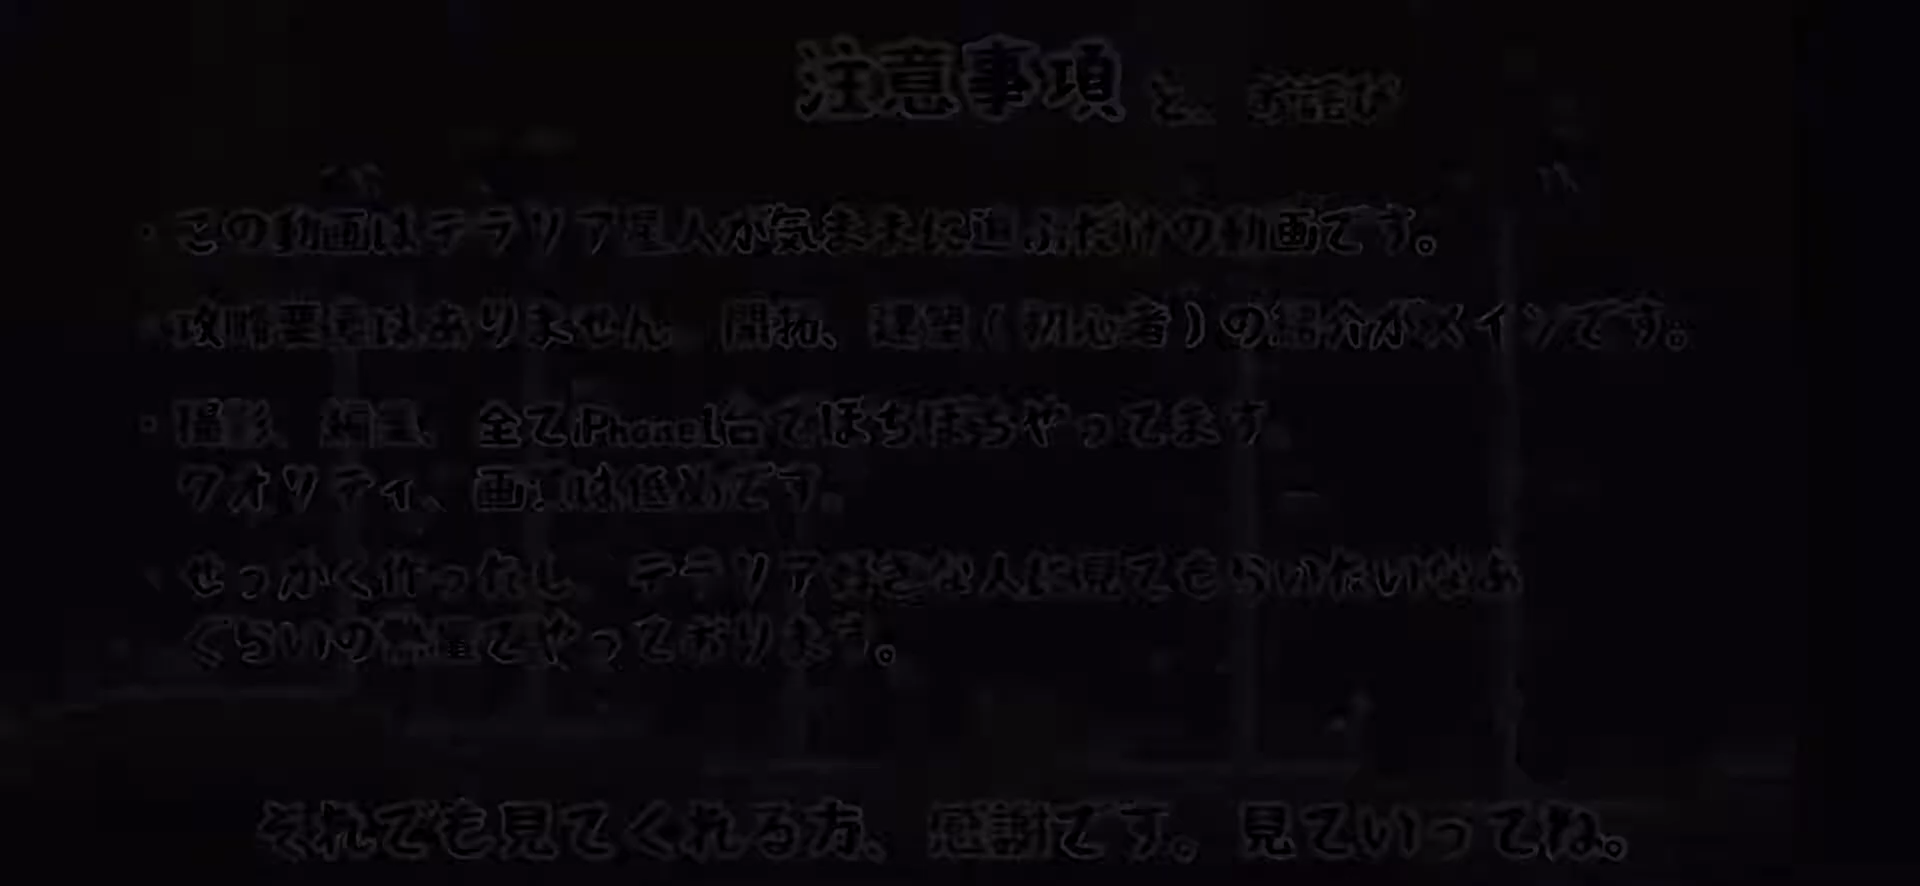 注意事項 と、お詫び
・この動画はテラリア星人が気ままに遊ぶだけの動画です。
・攻略要素はありません。開拓、建築(初心者)の紹介がメインです。
・撮影、編集、全てiPhone1台でぼちぼちやってます。
クオリティ、画質は低めです。
・せっかく作ったし、テラリア好きな人に見てもらいたいなぁ
ぐらいの熱量でやっております。
それでも見てくれる方、感謝です。見ていってね。